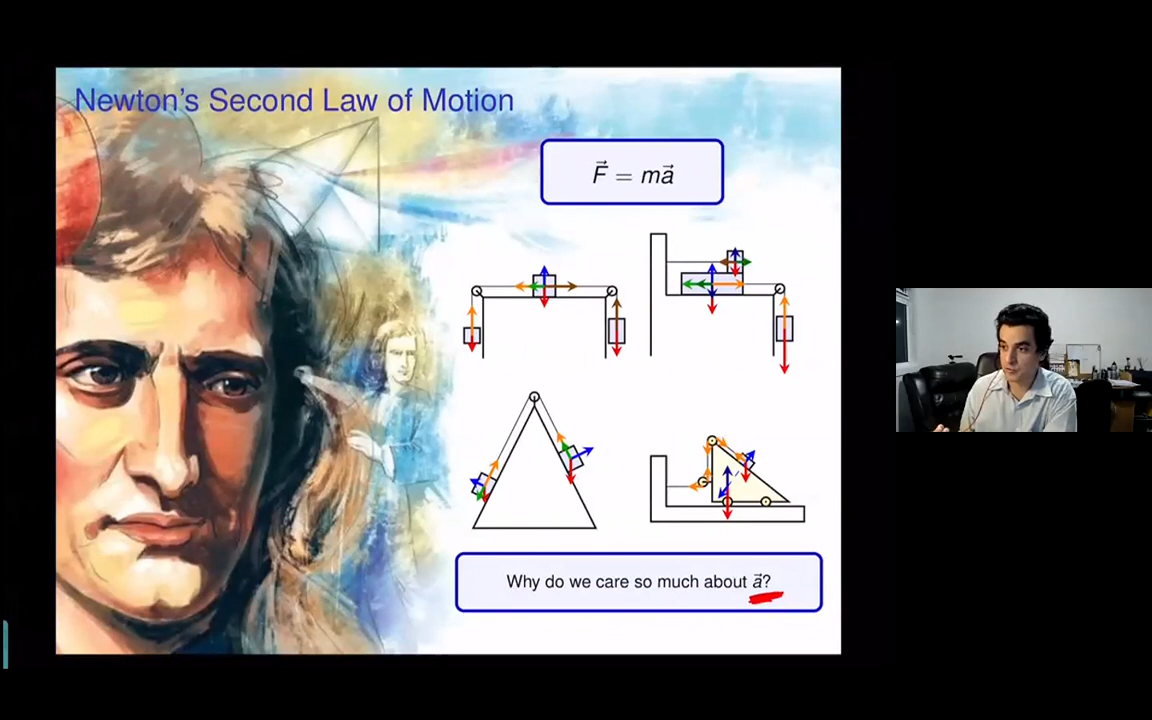 Newton's Second Law of Motion
F⃗ = ma⃗
Why do we care so much about a⃗?